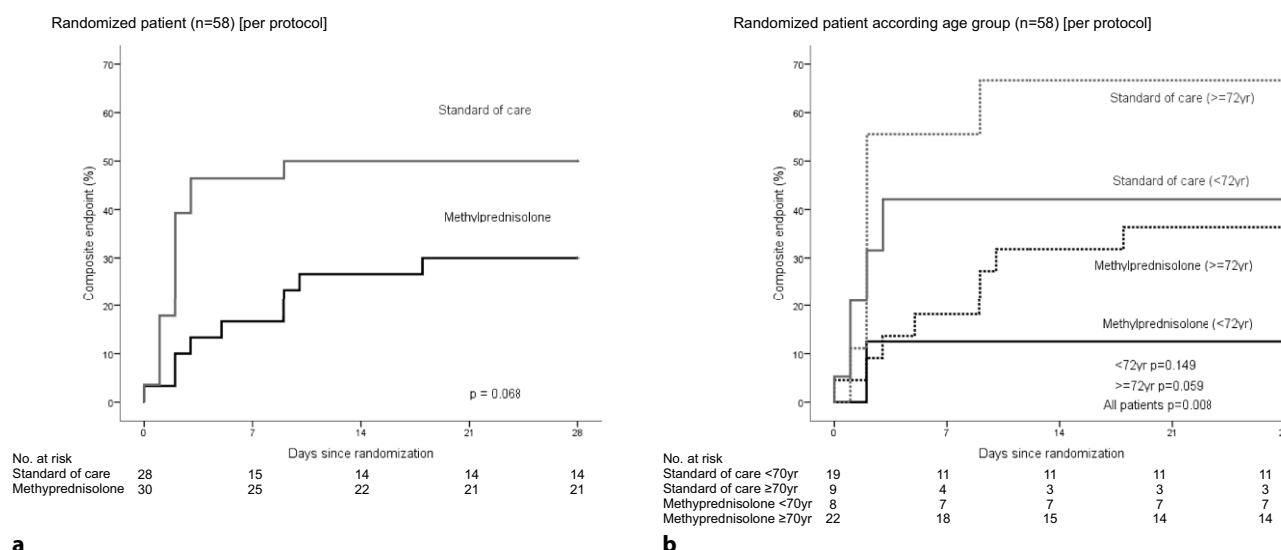 Randomized patient (n=58) [per protocol]
70
60
50
40
30
20
10
0
Composite endpoint (%)
Standard of care
Methylprednisolone
p = 0.068
0 7 14 21 28
Days since randomization
No. at risk
Standard of care 28 15 14 14 14
Methyprednisolone 30 25 22 21 21
a
Randomized patient according age group (n=58) [per protocol]
70
60
50
40
30
20
10
0
Composite endpoint (%)
Standard of care (>=72yr)
Standard of care (<72yr)
Methylprednisolone (>=72yr)
Methylprednisolone (<72yr)
<72yr p=0.149
>=72yr p=0.059
All patients p=0.008
0 7 14 21
Days since randomization
No. at risk
Standard of care <70yr 19 11 11 11 11
Standard of care ≥70yr 9 4 3 3 3
Methyprednisolone <70yr 8 7 7 7 7
Methyprednisolone ≥70yr 22 18 15 14 14
b